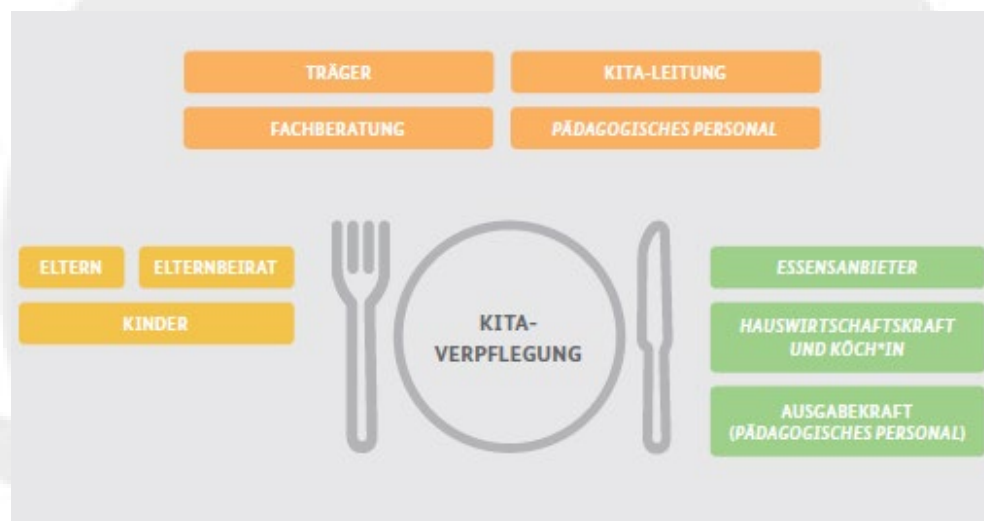 TRÄGER
KITA-LEITUNG
FACHBERATUNG
PÄDAGOGISCHES PERSONAL
ELTERN
ELTERNBEIRAT
KINDER
KITA-
VERPFLEGUNG
ESSENSANBIETER
HAUSWIRTSCHAFTSKRAFT
UND KÖCH*IN
AUSGABEKRAFT
(PÄDAGOGISCHES PERSONAL)